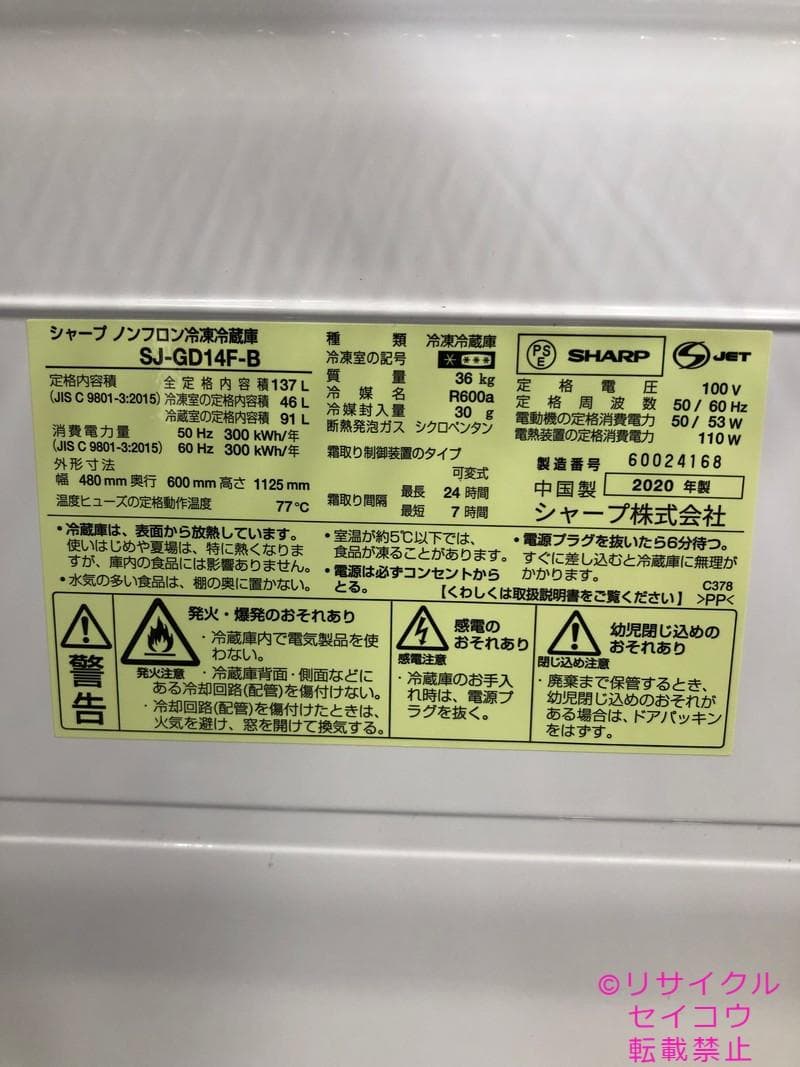 シャープ ノンフロン冷凍冷蔵庫
SJ-GD14F-B
定格内容積 全定格内容積 137 L
(JIS C 9801-3:2015) 冷凍室の定格内容積 46 L
冷蔵室の定格内容積 91 L
消費電力量 50 Hz 300 kWh/年
(JIS C 9801-3:2015) 60 Hz 300 kWh/年
外形寸法
幅 480 mm 奥行 600 mm 高さ 1125 mm
温度ヒューズの定格動作温度 77℃
種類 冷凍冷蔵庫
冷凍室の記号
質量 36 kg
冷媒名 R600a
冷媒封入量 30 g
断熱発泡ガス シクロペンタン
霜取り制御装置のタイプ
可変式
霜取り間隔 最長 24 時間
最短 7 時間
PSE SHARP S JET
定格電圧 100 V
定格周波数 50 / 60 Hz
電動機の定格消費電力 50 / 53 W
電熱装置の定格消費電力 110 W
製造番号 60024168
中国製 2020 年製
シャープ株式会社
・冷蔵庫は、表面から放熱しています。
使いはじめや夏場は、特に熱くなりま
すが、庫内の食品には影響ありません。
・水気の多い食品は、棚の奥に置かない。
・室温が約5℃以下では、
食品が凍ることがあります。
・電源は必ずコンセントから
とる。
・電源プラグを抜いたら6分待つ。
すぐに差し込むと冷蔵庫に無理が
かかります。
【くわしくは取扱説明書をご覧ください】
C378
>PP<
警告
発火・爆発のおそれあり
発火注意
・冷蔵庫内で電気製品を使
わない。
・冷蔵庫背面・側面などに
ある冷却回路(配管)を傷付けない。
・冷却回路(配管)を傷付けたときは、
火気を避け、窓を開けて換気する。
感電の
おそれあり
感電注意
・冷蔵庫のお手入
れ時は、電源プ
ラグを抜く。
幼児閉じ込めの
おそれあり
閉じ込め注意
・廃棄まで保管するとき、
幼児閉じ込めのおそれが
ある場合は、ドアパッキン
をはずす。
©リサイクル
セイコウ
転載禁止